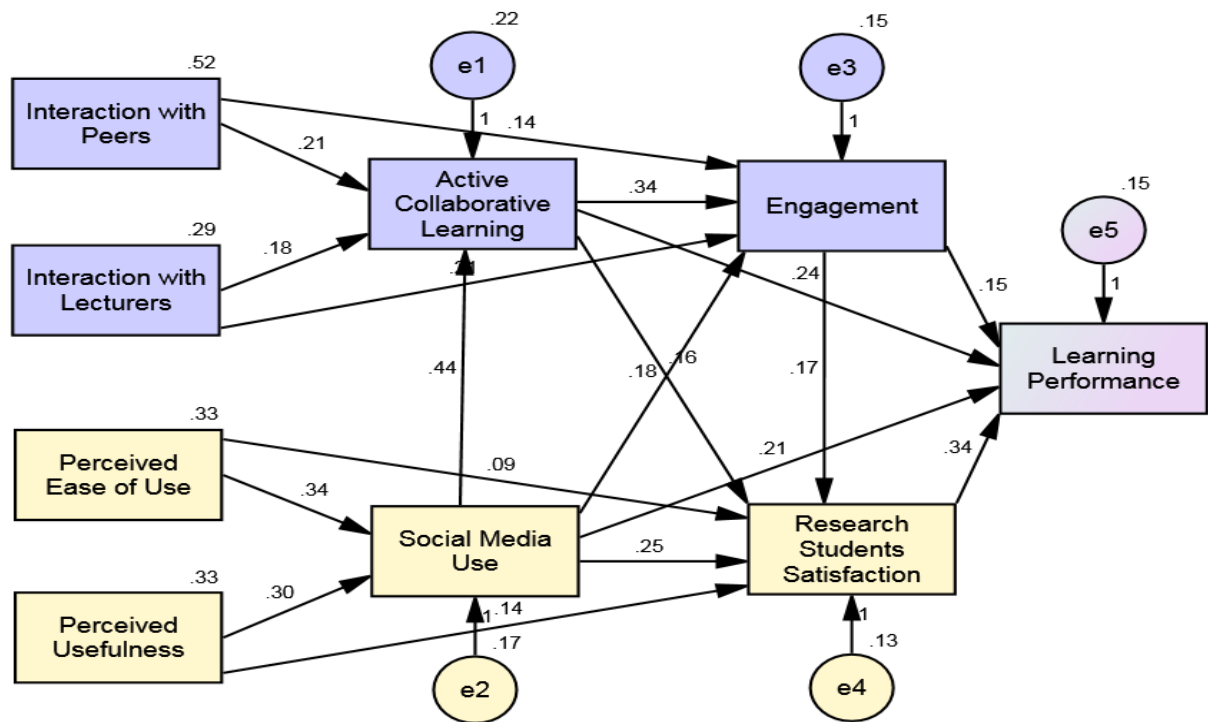 .22
.15
.52
e1
e3
Interaction with
Peers
1
.14
1
.21
Active
Collaborative
Learning
.34
Engagement
.15
.29
e5
Interaction with
Lecturers
.18
.24
.15
1
.44
.18
.16
.17
Learning
Performance
.33
.21
.34
Perceived
Ease of Use
.09
.34
Social Media
Use
.25
Research
Students
Satisfaction
.33
.30
Perceived
Usefulness
1
.14
.17
1
.13
e2
e4